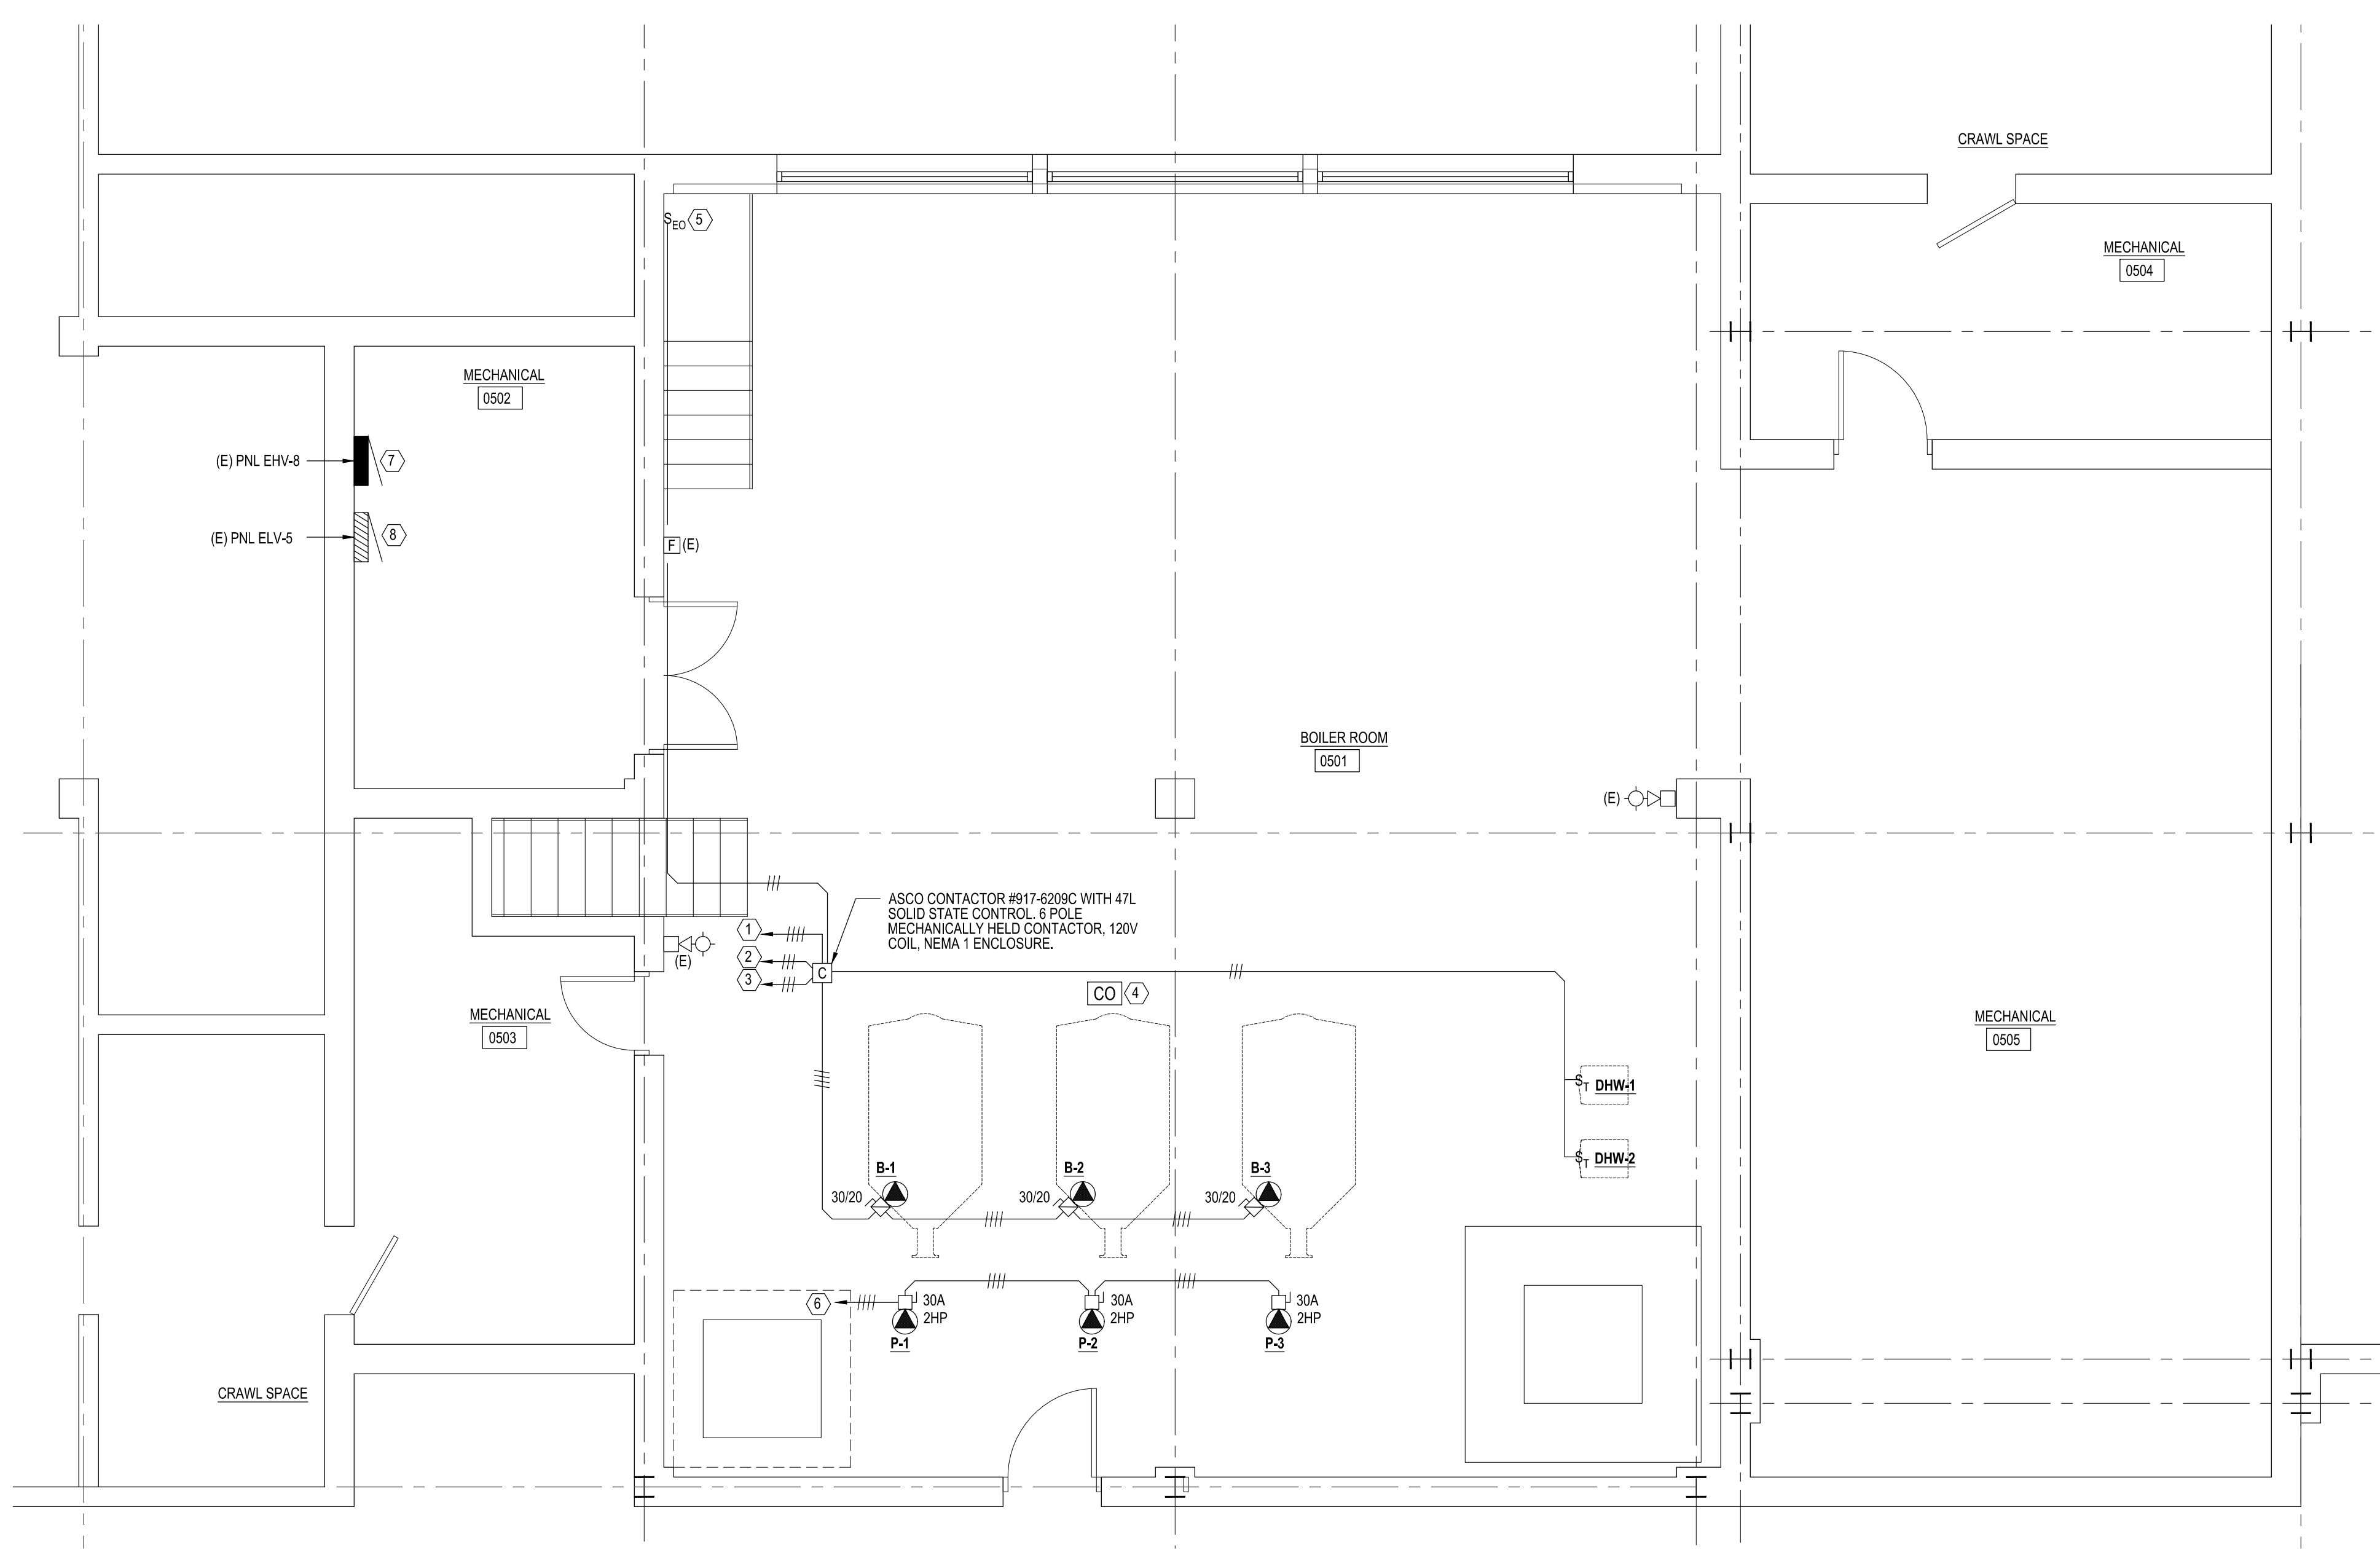 CRAWL SPACE
S EO 5
MECHANICAL
0504
MECHANICAL
0502
(E) PNL EHV-8
7
(E) PNL ELV-5
8
F (E)
BOILER ROOM
0501
(E)
ASCO CONTACTOR #917-6209C WITH 47L
SOLID STATE CONTROL. 6 POLE
MECHANICALLY HELD CONTACTOR, 120V
COIL, NEMA 1 ENCLOSURE.
1
2
3
C
(E)
CO 4
MECHANICAL
0503
MECHANICAL
0505
S T DHW-1
S T DHW-2
B-1
B-2
B-3
30/20
30/20
30/20
6
30A
2HP
P-1
30A
2HP
P-2
30A
2HP
P-3
CRAWL SPACE